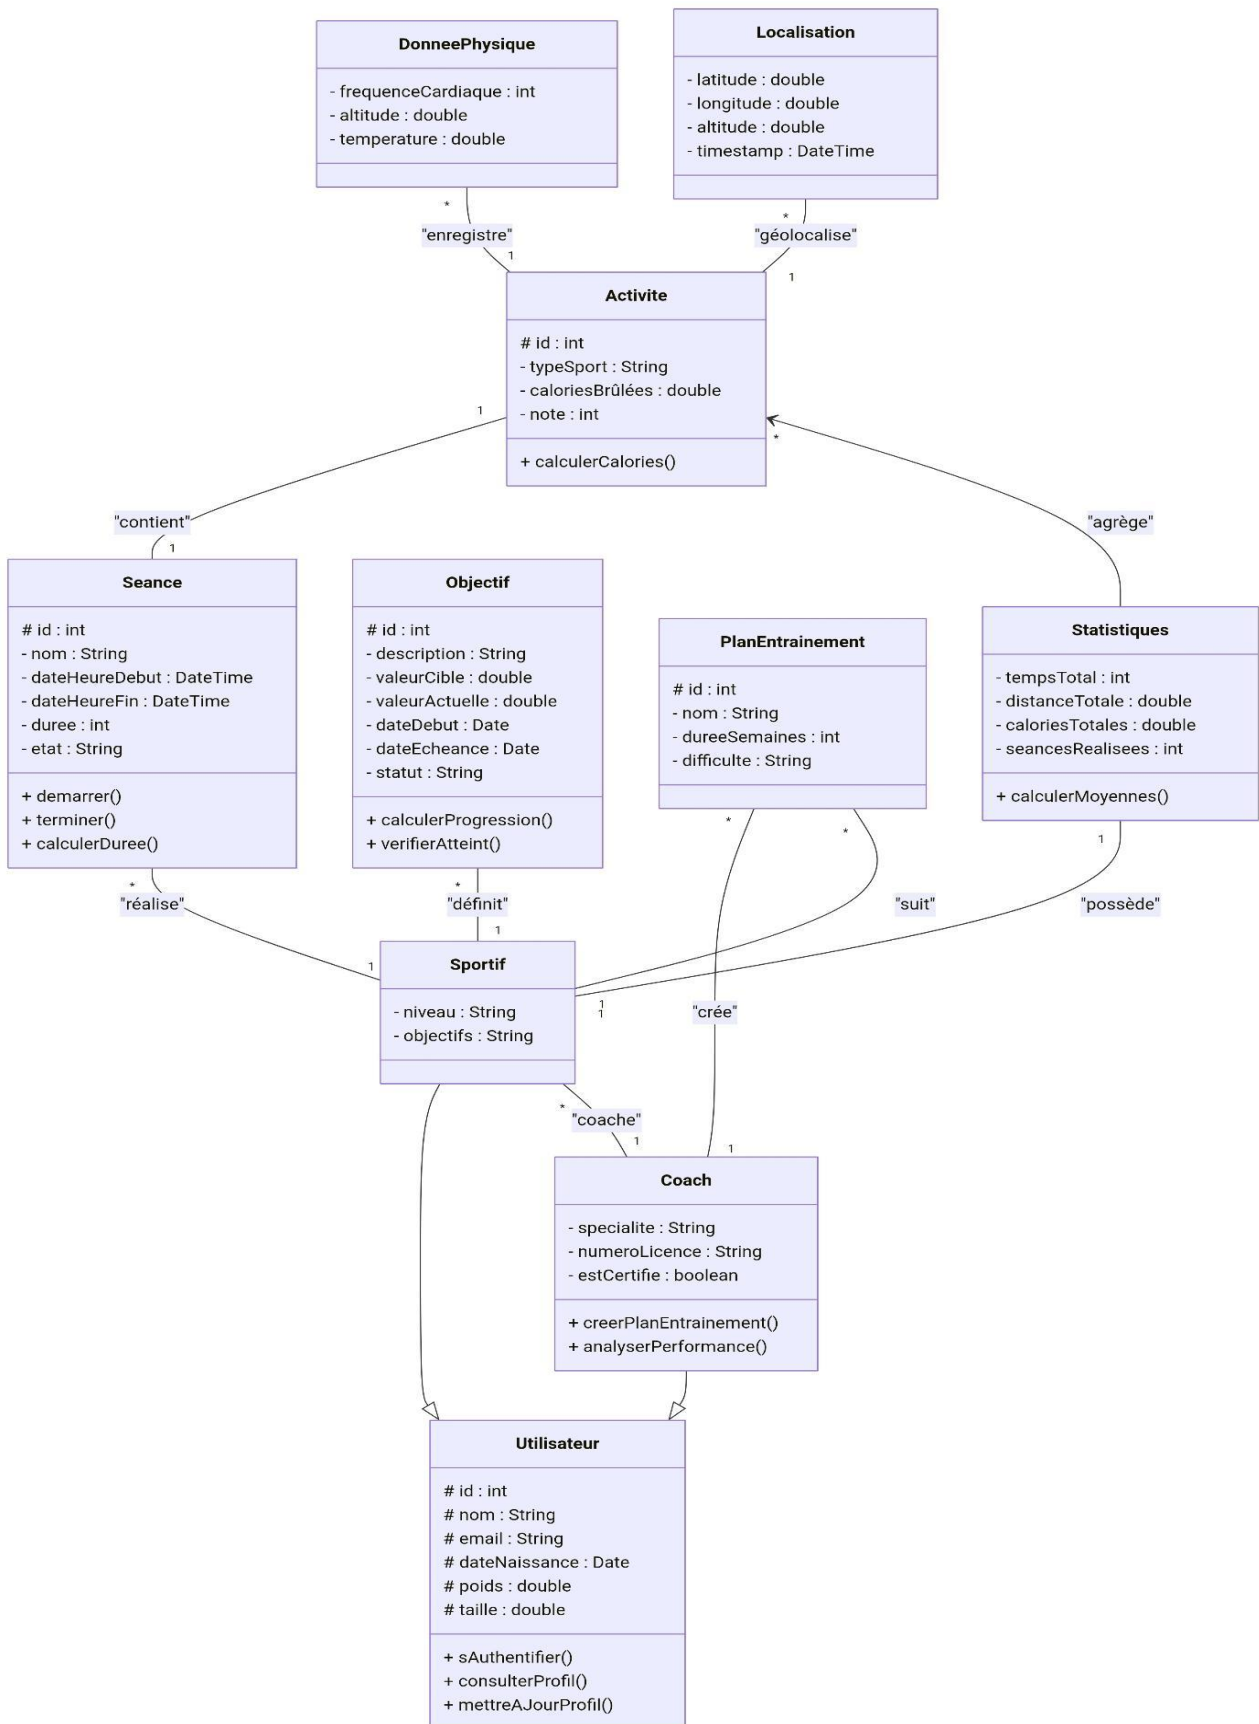 DonneePhysique
- frequenceCardiaque : int
- altitude : double
- temperature : double
Localisation
- latitude : double
- longitude : double
- altitude : double
- timestamp : DateTime
*
"enregistre"
1
*
"géolocalise"
1
Activite
# id : int
- typeSport : String
- caloriesBrûlées : double
- note : int
+ calculerCalories()
1
"contient"
1
*
"agrège"
Seance
# id : int
- nom : String
- dateHeureDebut : DateTime
- dateHeureFin : DateTime
- duree : int
- etat : String
+ demarrer()
+ terminer()
+ calculerDuree()
Objectif
# id : int
- description : String
- valeurCible : double
- valeurActuelle : double
- dateDebut : Date
- dateEcheance : Date
- statut : String
+ calculerProgression()
+ verifierAtteint()
PlanEntrainement
# id : int
- nom : String
- dureeSemaines : int
- difficulte : String
Statistiques
- tempsTotal : int
- distanceTotale : double
- caloriesTotales : double
- seancesRealisees : int
+ calculerMoyennes()
*
"réalise"
1
*
"définit"
1
*
"crée"
1
*
"suit"
1
1
"possède"
1
Sportif
- niveau : String
- objectifs : String
*
"coache"
1
Coach
- specialite : String
- numeroLicence : String
- estCertifie : boolean
+ creerPlanEntrainement()
+ analyserPerformance()
Utilisateur
# id : int
# nom : String
# email : String
# dateNaissance : Date
# poids : double
# taille : double
+ sAuthentifier()
+ consulterProfil()
+ mettreAJourProfil()